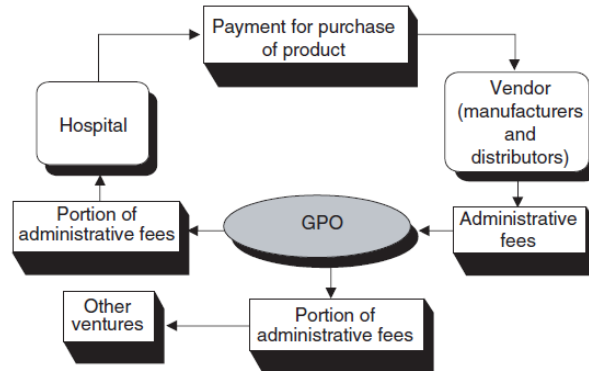 Payment for purchase
of product
Hospital
Vendor
(manufacturers
and
distributors)
Portion of
administrative fees
GPO
Administrative
fees
Other
ventures
Portion of
administrative fees